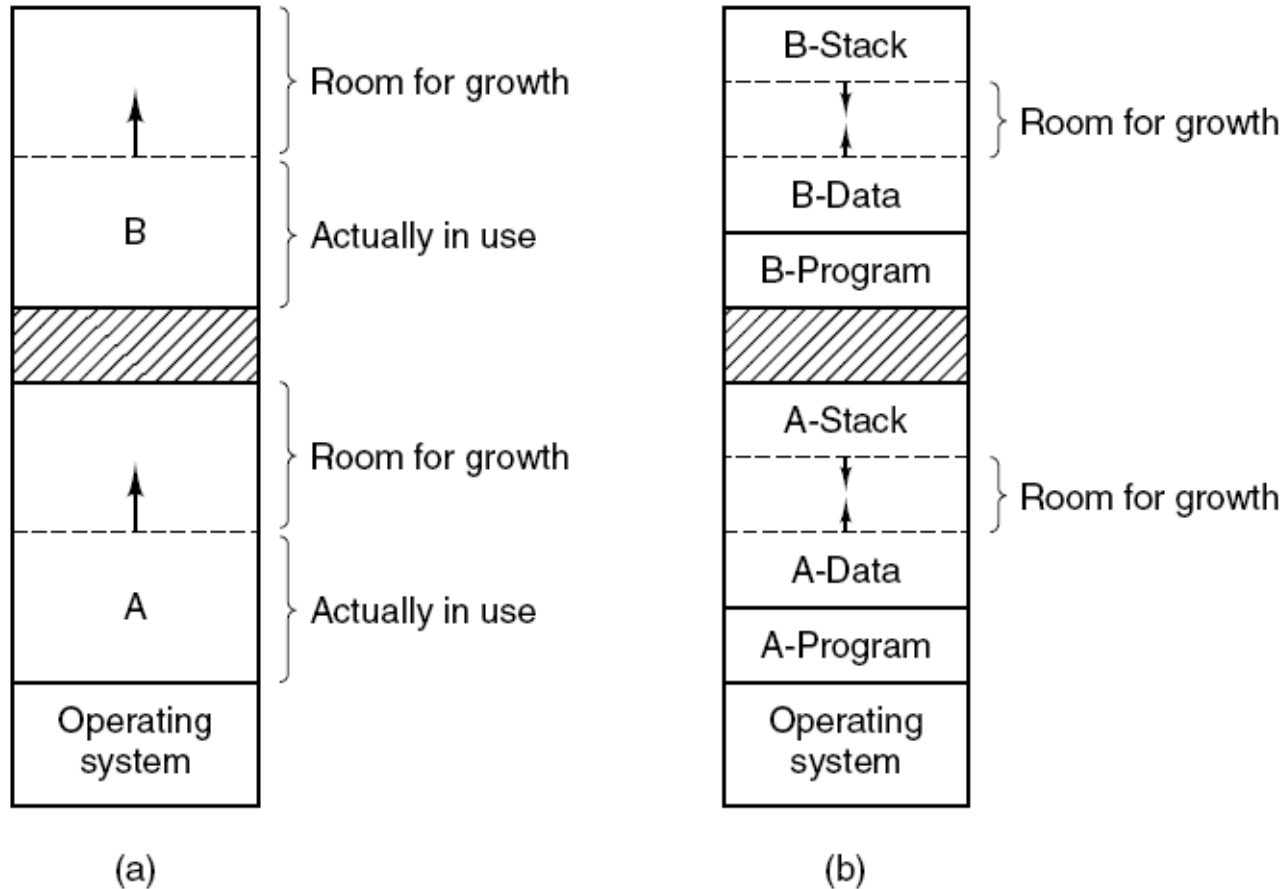 Room for growth
B
Actually in use
Room for growth
A
Actually in use
Operating
system
(a)
B-Stack
Room for growth
B-Data
B-Program
A-Stack
Room for growth
A-Data
A-Program
Operating
system
(b)